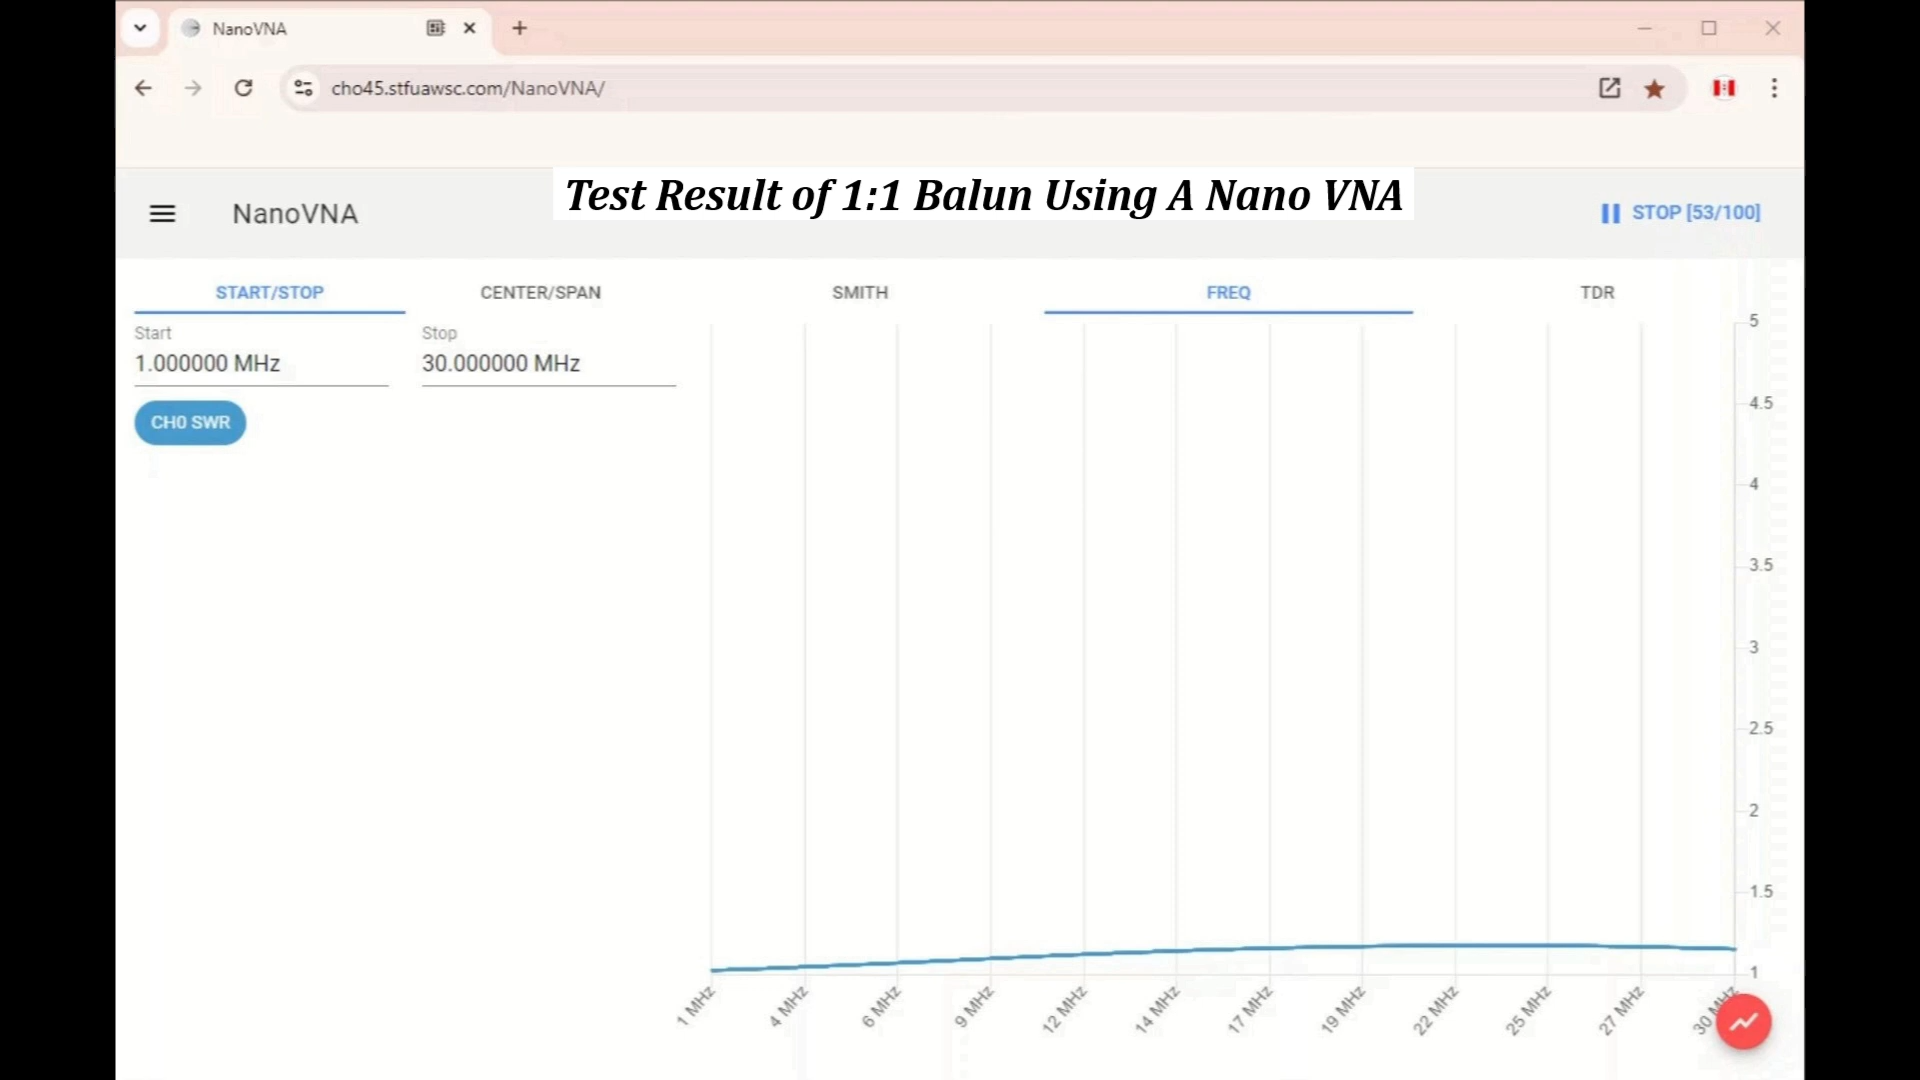 NanoVNA
cho45.stfuawsc.com/NanoVNA/
Test Result of 1:1 Balun Using A Nano VNA
NanoVNA
STOP [53/100]
START/STOP
CENTER/SPAN
SMITH
FREQ
TDR
Start
Stop
1.000000 MHz
30.000000 MHz
CH0 SWR
5
4.5
4
3.5
3
2.5
2
1.5
1
1 MHz
4 MHz
6 MHz
9 MHz
12 MHz
14 MHz
17 MHz
19 MHz
22 MHz
25 MHz
27 MHz
30 MHz